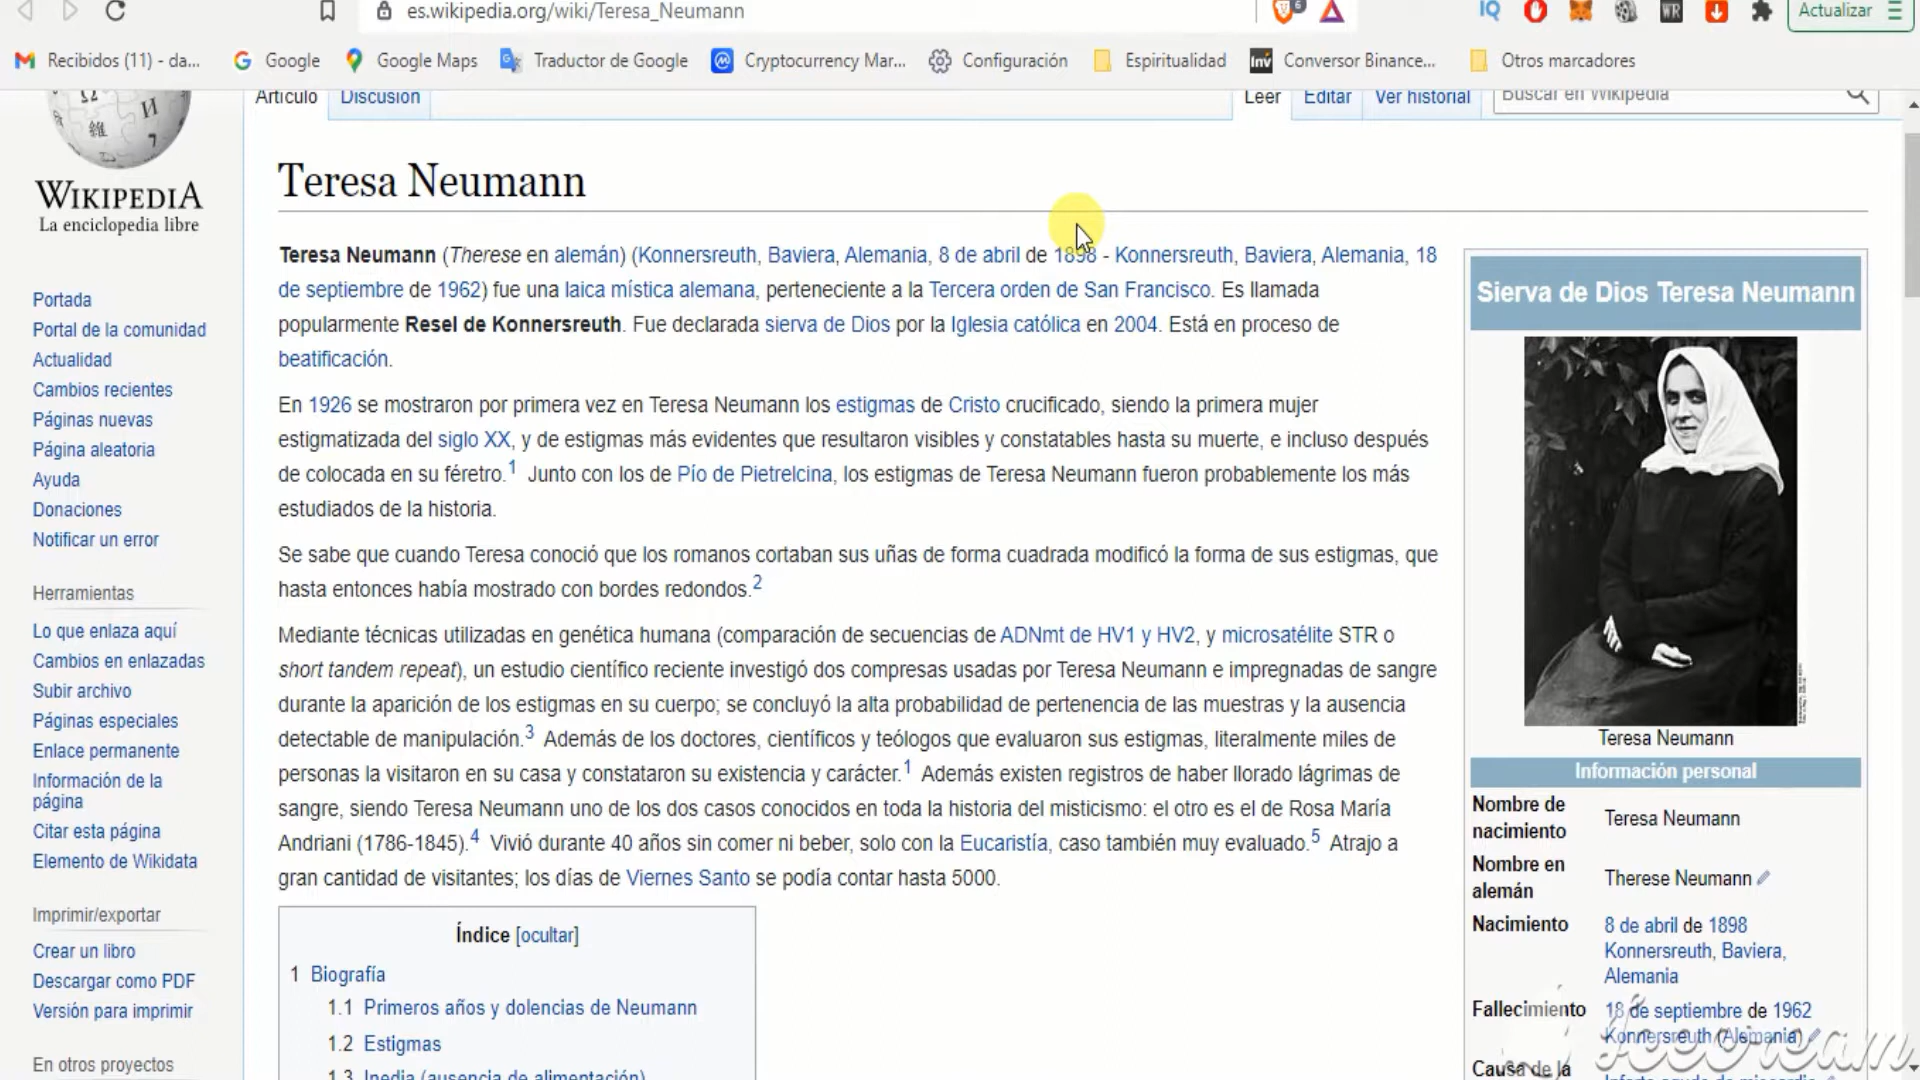 es.wikipedia.org/wiki/Teresa_Neumann
6
IQ
WR
Actualizar
Recibidos (11) - da...
Google
Google Maps
Traductor de Google
Cryptocurrency Mar...
Configuración
Espiritualidad
Inv
Conversor Binance...
Otros marcadores
Artículo
Discusión
Leer
Editar
Ver historial
Buscar en Wikipedia
Ω
И
維
7
WIKIPEDIA
La enciclopedia libre
Portada
Portal de la comunidad
Actualidad
Cambios recientes
Páginas nuevas
Página aleatoria
Ayuda
Donaciones
Notificar un error
Herramientas
Lo que enlaza aquí
Cambios en enlazadas
Subir archivo
Páginas especiales
Enlace permanente
Información de la
página
Citar esta página
Elemento de Wikidata
Imprimir/exportar
Crear un libro
Descargar como PDF
Versión para imprimir
En otros proyectos
Teresa Neumann
Teresa Neumann (Therese en alemán) (Konnersreuth, Baviera, Alemania, 8 de abril de 1898 - Konnersreuth, Baviera, Alemania, 18
de septiembre de 1962) fue una laica mística alemana, perteneciente a la Tercera orden de San Francisco. Es llamada
popularmente Resel de Konnersreuth. Fue declarada sierva de Dios por la Iglesia católica en 2004. Está en proceso de
beatificación.
En 1926 se mostraron por primera vez en Teresa Neumann los estigmas de Cristo crucificado, siendo la primera mujer
estigmatizada del siglo XX, y de estigmas más evidentes que resultaron visibles y constatables hasta su muerte, e incluso después
de colocada en su féretro.1 Junto con los de Pío de Pietrelcina, los estigmas de Teresa Neumann fueron probablemente los más
estudiados de la historia.
Se sabe que cuando Teresa conoció que los romanos cortaban sus uñas de forma cuadrada modificó la forma de sus estigmas, que
hasta entonces había mostrado con bordes redondos.2
Mediante técnicas utilizadas en genética humana (comparación de secuencias de ADNmt de HV1 y HV2, y microsatélite STR o
short tandem repeat), un estudio científico reciente investigó dos compresas usadas por Teresa Neumann e impregnadas de sangre
durante la aparición de los estigmas en su cuerpo; se concluyó la alta probabilidad de pertenencia de las muestras y la ausencia
detectable de manipulación.3 Además de los doctores, científicos y teólogos que evaluaron sus estigmas, literalmente miles de
personas la visitaron en su casa y constataron su existencia y carácter.1 Además existen registros de haber llorado lágrimas de
sangre, siendo Teresa Neumann uno de los dos casos conocidos en toda la historia del misticismo: el otro es el de Rosa María
Andriani (1786-1845).4 Vivió durante 40 años sin comer ni beber, solo con la Eucaristía, caso también muy evaluado.5 Atrajo a
gran cantidad de visitantes; los días de Viernes Santo se podía contar hasta 5000.
Índice [ocultar]
1 Biografía
1.1 Primeros años y dolencias de Neumann
1.2 Estigmas
1.3 Inedia (ausencia de alimentación)
Sierva de Dios Teresa Neumann
Teresa Neumann
Información personal
Nombre de
nacimiento
Teresa Neumann
Nombre en
alemán
Therese Neumann
Nacimiento
8 de abril de 1898
Konnersreuth, Baviera,
Alemania
Fallecimiento
18 de septiembre de 1962
Konnersreuth (Alemania)
Causa de la
Infarto agudo de miocardio
Icecream